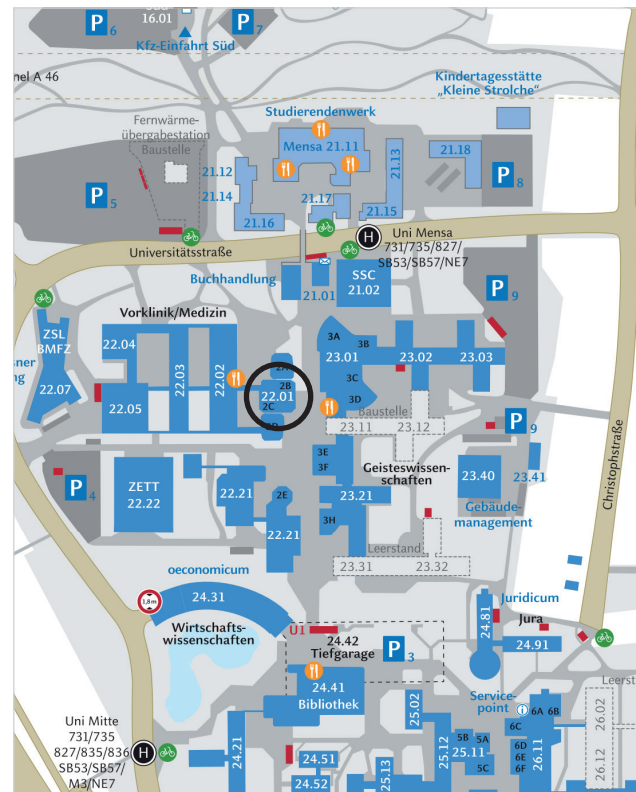 Süd
16.01
P 6
P 7
Kfz-Einfahrt Süd
nel A 46
Kindertagesstätte
„Kleine Strolche“
Fernwärme-
übergabestation
Baustelle
Studierendenwerk
Mensa 21.11
21.12
21.14
21.16
21.17
21.13
21.15
21.18
P 5
P 8
Universitätsstraße
H
Uni Mensa
731/735/827/
SB53/SB57/NE7
Buchhandlung
21.01
SSC
21.02
P 9
Vorklinik/Medizin
ZSL
BMFZ
22.07
ner
g
22.04
22.05
22.03
22.02
2A
2B
22.01
2C
3A
3B
23.01
3C
3D
23.02
23.03
Baustelle
23.11
23.12
P 9
Christophstraße
P 4
ZETT
22.22
22.21
2E
22.21
3E
3F
23.21
3H
Geisteswissen-
schaften
23.40
23.41
Gebäude-
management
Leerstand
23.31
23.32
oeconomicum
24.31
1,8m
Wirtschafts-
wissenschaften
U1
24.42
Tiefgarage
P 3
24.41
Bibliothek
Juridicum
Jura
24.81
24.91
Service-
point
i
6A
6B
6C
6D
6E
6F
26.11
Leerst
26.02
26.12
Uni Mitte
731/735
827/835/836
SB53/SB57/
M3/NE7
H
24.21
24.51
24.52
25.13
25.02
25.12
5B
5A
25.11
5C